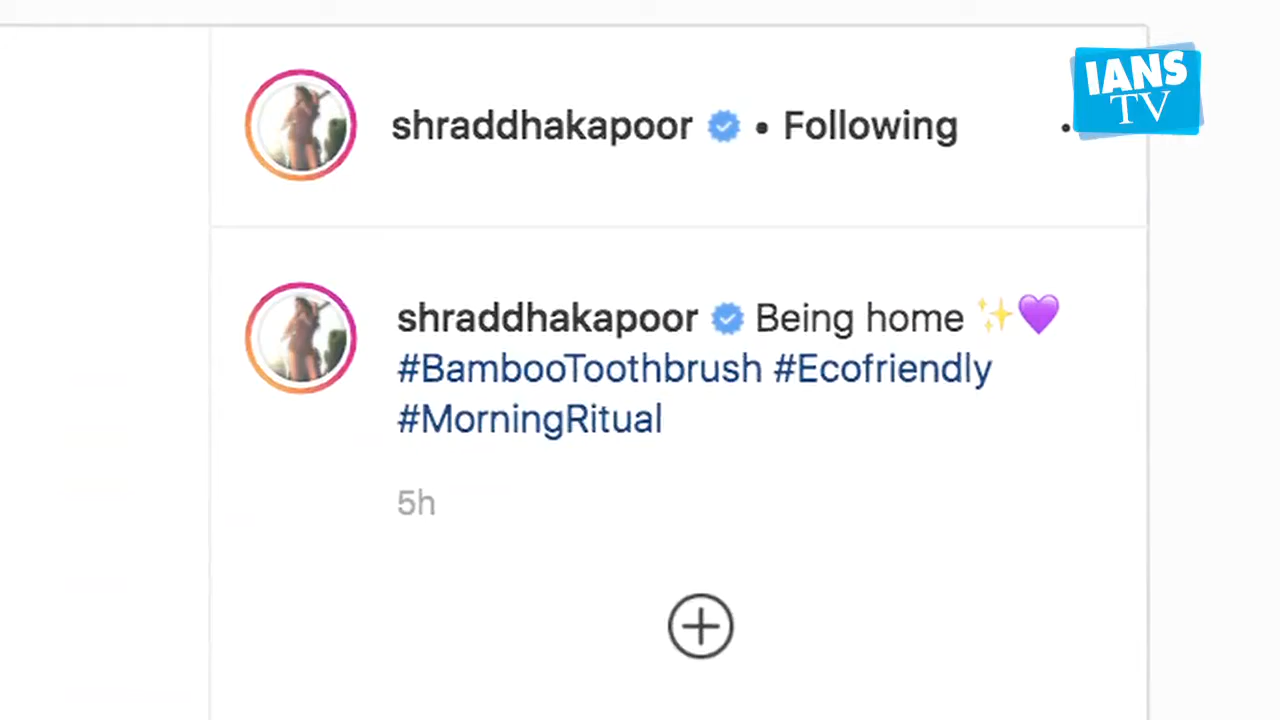 IANS
TV
shraddhakapoor • Following
shraddhakapoor Being home ✨💜
#BambooToothbrush #Ecofriendly
#MorningRitual
5h